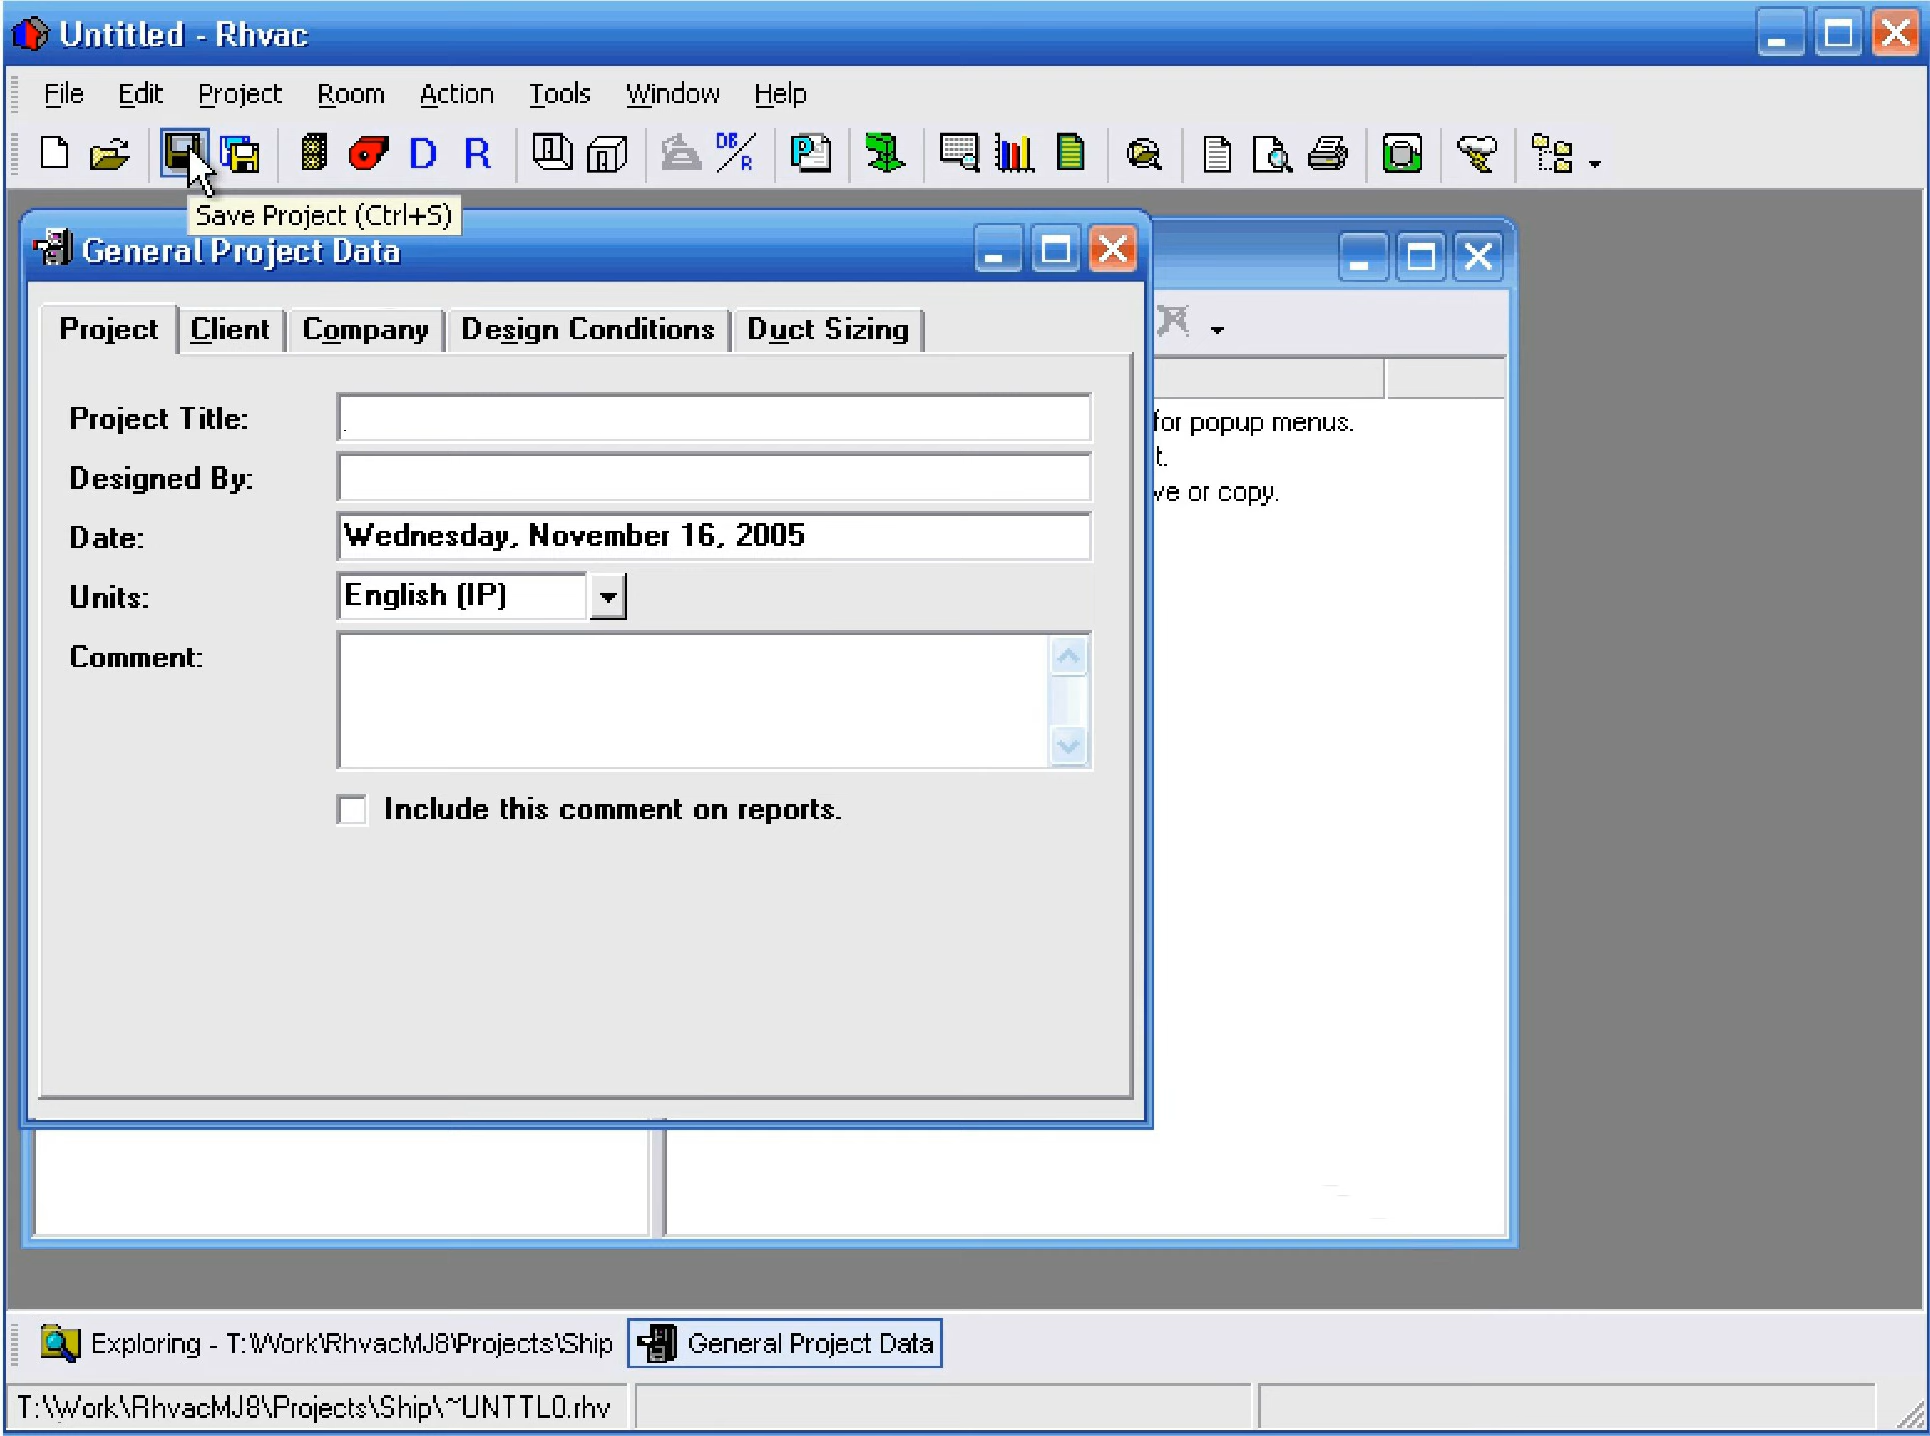 Untitled - Rhvac
File Edit Project Room Action Tools Window Help
D R DB/R P
Save Project (Ctrl+S)
General Project Data
Project Client Company Design Conditions Duct Sizing
Project Title: .
Designed By:
Date: Wednesday, November 16, 2005
Units: English (IP)
Comment:
Include this comment on reports.
for popup menus.
t.
ve or copy.
Exploring - T:\Work\RhvacMJ8\Projects\Ship General Project Data
T:\Work\RhvacMJ8\Projects\Ship\~UNTTL0.rhv